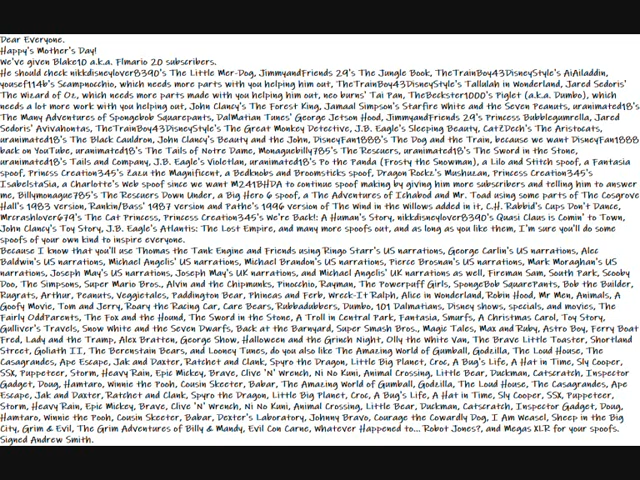 Dear Everyone.
Happy's Mother's Day!
We've given Blake10 a.k.a. Flmario 20 subscribers.
He should check nikkdisneylover8390's The Little Mer-Dog, JimmyandFriends 29's The Jungle Book, TheTrainBoy43DisneyStyle's AiAiladdin,
yousef114b's Scampnocchio, which needs more parts with you helping him out, TheTrainBoy43DisneyStyle's Tallulah in Wonderland, Jared Sedoris'
The Wizard of Oz, which needs more parts made with you helping him out, neo burns' Tai Pan, TheBeckster1000's Piglet (a.k.a. Dumbo), which
needs a lot more work with you helping out, John Clancy's The Forest King, Jamaal Simpson's Starfire White and the Seven Peanuts, uranimated18's
The Many Adventures of Spongebob Squarepants, DalMatian Tunes' George Jetson Hood, JimmyandFriends 29's Princess Bubblegumrella, Jared
Sedoris' Avivahontas, TheTrainBoy43DisneyStyle's The Great Monkey Detective, J.B. Eagle's Sleeping Beauty, CatZDech's The Aristocats,
uranimated18's The Black Cauldron, John Clancy's Beauty and the John, DisneyFan1888's The Dog and the Train, because we want DisneyFan1888
back on YouTube, uranimated18's The Tails of New Dame, Mrtoguebilly785's The Rescuers, uranimated18's The Sword in the Stone,
uranimated18's Tails and Company, J.B. Eagle's Violetlan, uranimated18's Yo the Panda (Frosty the Snowman), a Lilo and Stitch spoof, a Fantasia
spoof, Princss Creation345's Zazu the Magnificent, a Bedknobs and Broomsticks spoof, Dragon Rockz's Mushuzan, Princess Creation345's
IsabelstaSia, a Charlotte's Web spoof since we want M241BHDA to continue spoof making by giving him more subscribers and telling him to answer
me, Billymonague785's The Rescuers Down Under, a Big Hero 6 spoof, a The Adventures of Ichabod and Mr. Toad using some parts of The Cosgrove
Hall's 1983 version, Rankin/Bass' 1987 version and Pathe's 1996 version of The Wind in the Willows added in it, C.H. Rabbid's Cups Don't Dance,
Mrcrashlover679's The Cat Princess, Princess Creation345's We're Back!: A Human's Story, nikkdisneylover8390's Quasi Claus is Comin' to Town,
John Clancy's Toy Story, J.B. Eagle's Atlantis: The Lost Empire, and many more spoofs out, and as long as you like them, I'm sure you'll do some
spoofs of your own kind to inspire everyone.
Because I know that you'll use Thomas the Tank Engine and Friends using Ringo Starr's US narrations, George Carlin's US narrations, Alec
Baldwin's US narrations, Michael Angelis' US narrations, Michael Brandon's US narrations, Pierce Brosnam's US narrations, Mark Moraghan's US
narrations, Joseph May's US narrations, Joseph May's UK narrations, and Michael Angelis' UK narrations as well, Fireman Sam, South Park, Scooby
Doo, The Simpsons, Super Mario Bros., Alvin and the Chipmunks, Pinocchio, Rayman, The Powerpuff Girls, SpongeBob SquarePants, Bob the Builder,
Rugrats, Arthur, Peanuts, Veggietales, Paddington Bear, Phineas and Ferb, Wreck-It Ralph, Alice in Wonderland, Robin Hood, Mr Men, Animals, A
Goofy Movie, Tom and Jerry, Roary the Racing Car, Care Bears, Rubbadubbers, Dumbo, 101 Dalmatians, Disney shows, specials, and movies, The
Fairly OddParents, The Fox and the Hound, The Sword in the Stone, A Troll in Central Park, Fantasia, Smurfs, A Christmas Carol, Toy Story,
Gulliver's Travels, Snow White and the Seven Dwarfs, Back at the Barnyard, Super Smash Bros., Magic Tales, Max and Ruby, Astro Boy, Ferry Boat
Fred, Lady and the Tramp, Alex Bratten, George Show, Halloween and the Grinch Night, Olly the White Van, The Brave Little Toaster, Shortland
Street, Goliath II, The Berenstain Bears, and Looney Tunes, do you also like The Amazing World of Gumball, Godzilla, The Loud House, The
Casagrandes, Ape Escape, Jak and Daxter, Ratchet and Clank, Spyro the Dragon, Little Big Planet, Croc, A Bug's Life, A Hat in Time, Sly Cooper,
SSX, Puppeteer, Storm, Heavy Rain, Epic Mickey, Brave, Clive 'N' Wrench, Ni No Kuni, Animal Crossing, Little Bear, Duckman, Catscratch, Inspector
Gadget, Doug, Hamtaro, Winnie the Pooh, Cousin Skeeter, Babar, The Amazing World of Gumball, Godzilla, The Loud House, The Casagrandes, Ape
Escape, Jak and Daxter, Ratchet and Clank, Spyro the Dragon, Little Big Planet, Croc, A Bug's Life, A Hat in Time, Sly Cooper, SSX, Puppeteer,
Storm, Heavy Rain, Epic Mickey, Brave, Clive 'N' Wrench, Ni No Kuni, Animal Crossing, Little Bear, Duckman, Catscratch, Inspector Gadget, Doug,
Hamtaro, Winnie the Pooh, Cousin Skeeter, Babar, Dexter's Laboratory, Johnny Bravo, Courage the Cowardly Dog, I Am Weasel, Sheep in the Big
City, Grim & Evil, The Grim Adventures of Billy & Mandy, Evil Con Carne, Whatever Happened to... Robot Jones?, and Megas XLR for your spoofs.
Signed Andrew Smith.